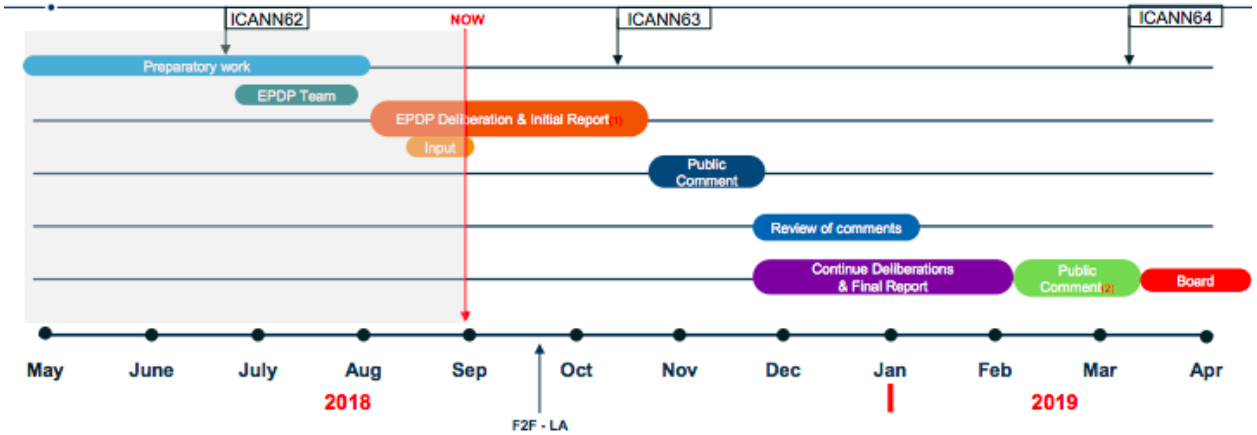 ICANN62
NOW
ICANN63
ICANN64
Preparatory work
EPDP Team
EPDP Deliberation & Initial Report(1)
Input
Public
Comment
Review of comments
Continue Deliberations
& Final Report
Public
Comment(2)
Board
May June July Aug Sep Oct Nov Dec Jan Feb Mar Apr
2018
2019
F2F - LA